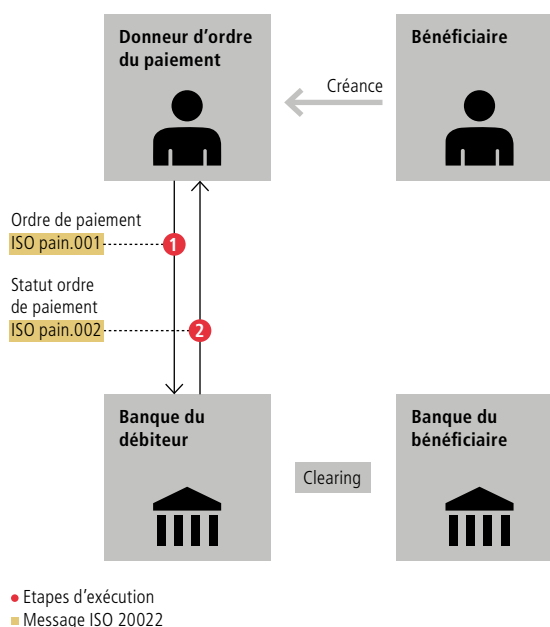 Donneur d'ordre
du paiement
Bénéficiaire
Créance
Ordre de paiement
ISO pain.001
1
Statut ordre
de paiement
ISO pain.002
2
Banque du
débiteur
Banque du
bénéficiaire
Clearing
Etapes d'exécution
Message ISO 20022